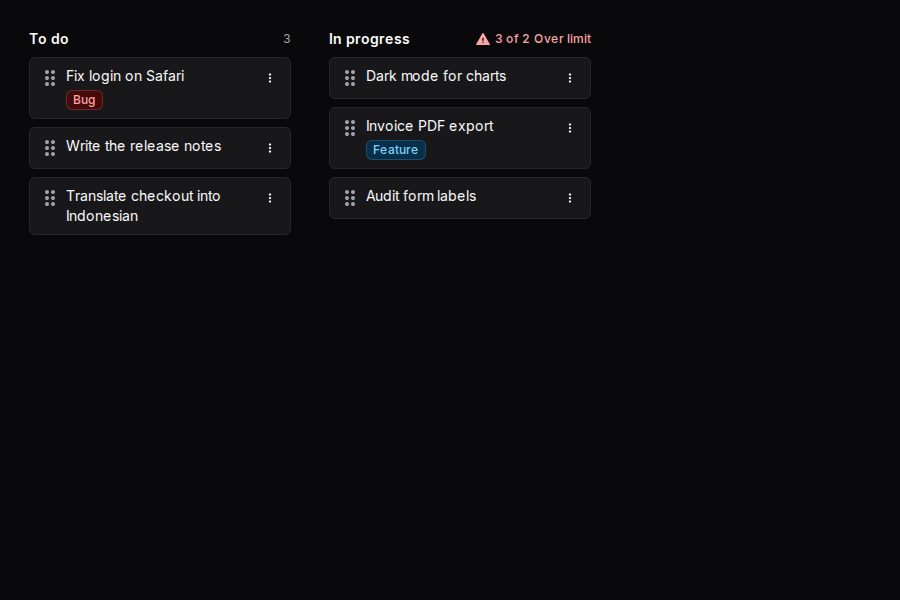 To do
3
Fix login on Safari
Bug
Write the release notes
Translate checkout into
Indonesian
In progress
3 of 2 Over limit
Dark mode for charts
Invoice PDF export
Feature
Audit form labels